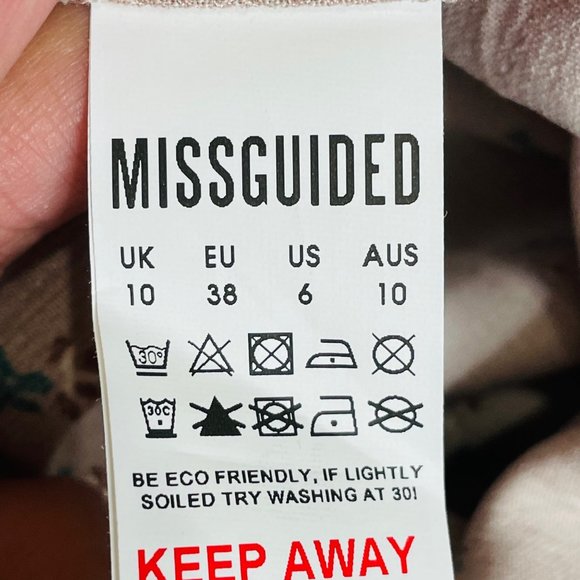 MISSGUIDED
UK EU US AUS
10 38 6 10
30°
30C
BE ECO FRIENDLY, IF LIGHTLY
SOILED TRY WASHING AT 30!
KEEP AWAY